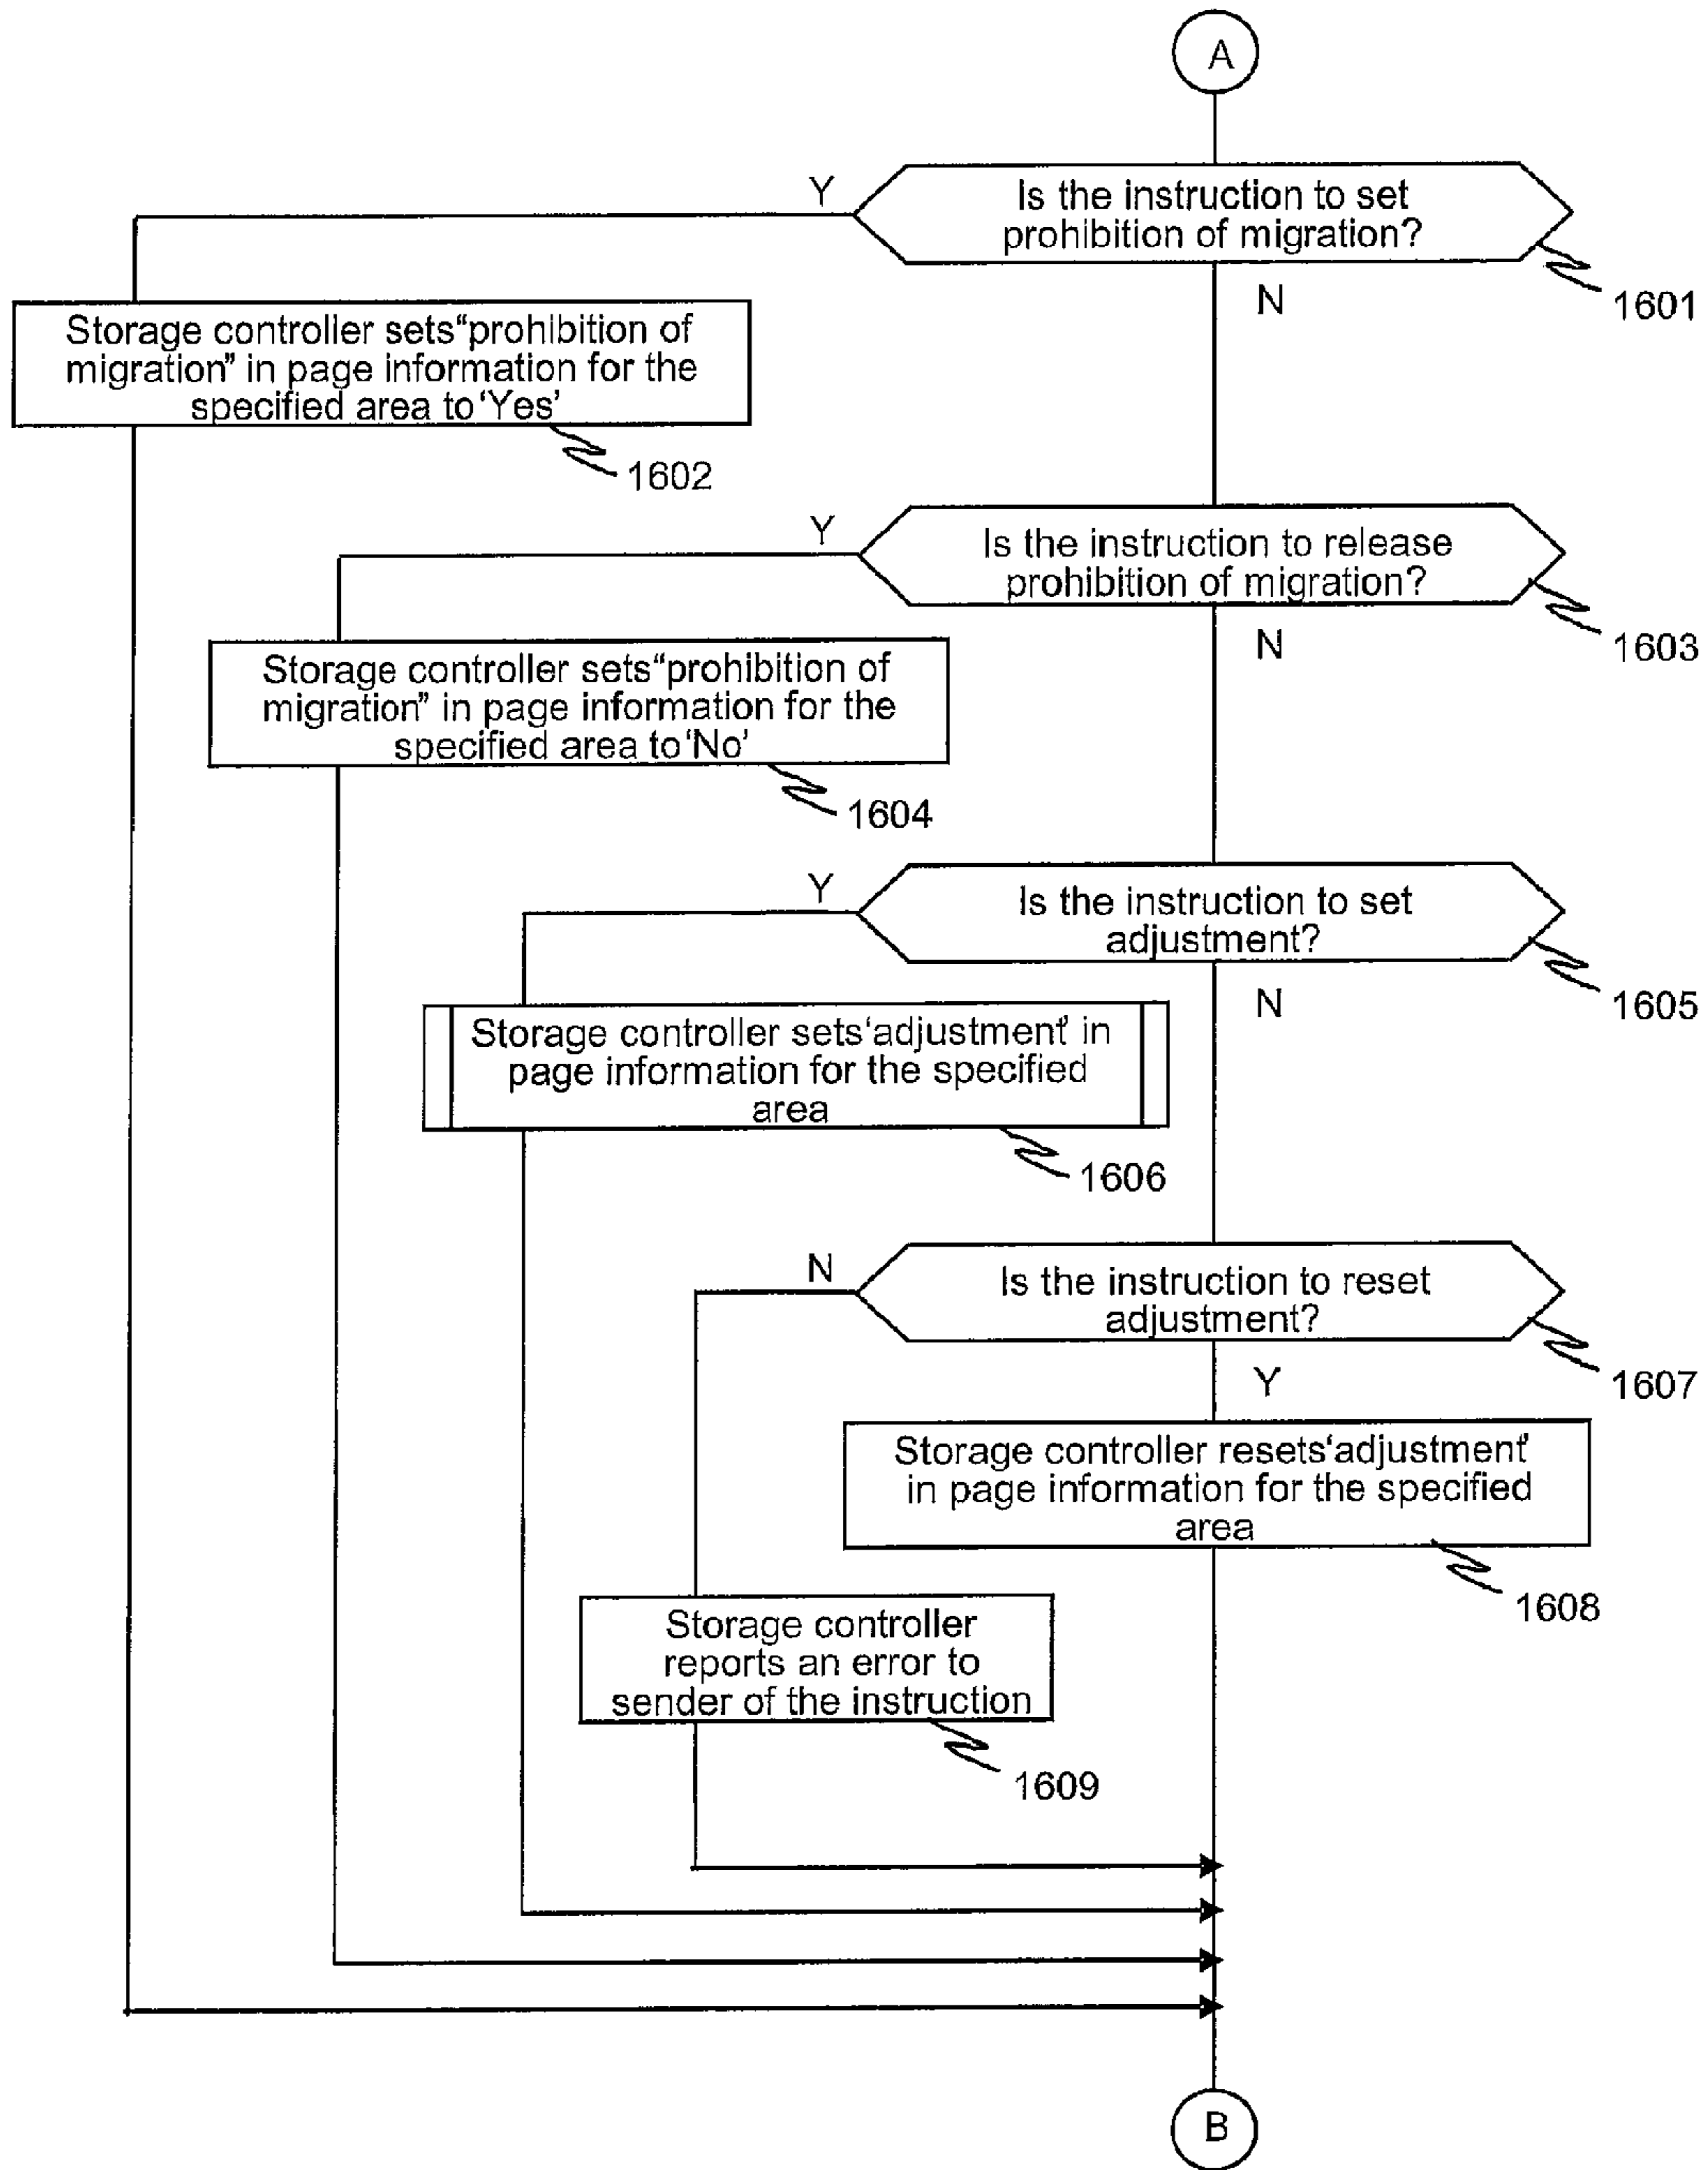 A
Y
Is the instruction to set
prohibition of migration?
1601
N
Storage controller sets“prohibition of
migration” in page information for the
specified area to ‘Yes’
1602
Y
Is the instruction to release
prohibition of migration?
1603
N
Storage controller sets“prohibition of
migration” in page information for the
specified area to ‘No’
1604
Y
Is the instruction to set
adjustment?
1605
N
Storage controller sets‘adjustment’ in
page information for the specified
area
1606
N
Is the instruction to reset
adjustment?
1607
Y
Storage controller resets‘adjustment’
in page information for the specified
area
1608
Storage controller
reports an error to
sender of the instruction
1609
B